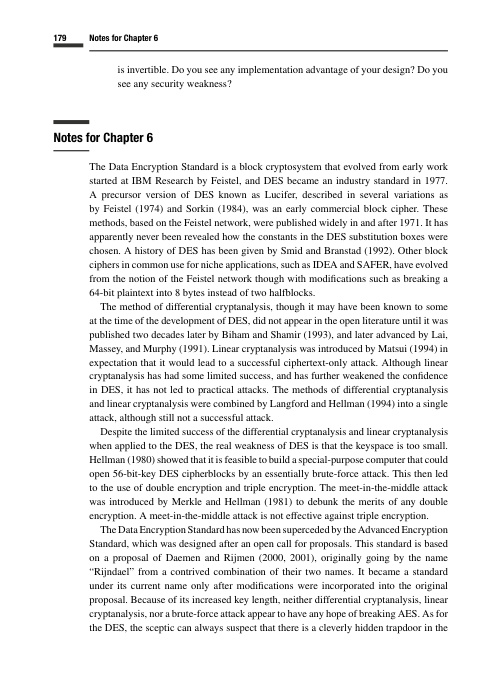 179 Notes for Chapter 6
is invertible. Do you see any implementation advantage of your design? Do you
see any security weakness?
Notes for Chapter 6
The Data Encryption Standard is a block cryptosystem that evolved from early work
started at IBM Research by Feistel, and DES became an industry standard in 1977.
A precursor version of DES known as Lucifer, described in several variations as
by Feistel (1974) and Sorkin (1984), was an early commercial block cipher. These
methods, based on the Feistel network, were published widely in and after 1971. It has
apparently never been revealed how the constants in the DES substitution boxes were
chosen. A history of DES has been given by Smid and Branstad (1992). Other block
ciphers in common use for niche applications, such as IDEA and SAFER, have evolved
from the notion of the Feistel network though with modifications such as breaking a
64-bit plaintext into 8 bytes instead of two halfblocks.
The method of differential cryptanalysis, though it may have been known to some
at the time of the development of DES, did not appear in the open literature until it was
published two decades later by Biham and Shamir (1993), and later advanced by Lai,
Massey, and Murphy (1991). Linear cryptanalysis was introduced by Matsui (1994) in
expectation that it would lead to a successful ciphertext-only attack. Although linear
cryptanalysis has had some limited success, and has further weakened the confidence
in DES, it has not led to practical attacks. The methods of differential cryptanalysis
and linear cryptanalysis were combined by Langford and Hellman (1994) into a single
attack, although still not a successful attack.
Despite the limited success of the differential cryptanalysis and linear cryptanalysis
when applied to the DES, the real weakness of DES is that the keyspace is too small.
Hellman (1980) showed that it is feasible to build a special-purpose computer that could
open 56-bit-key DES cipherblocks by an essentially brute-force attack. This then led
to the use of double encryption and triple encryption. The meet-in-the-middle attack
was introduced by Merkle and Hellman (1981) to debunk the merits of any double
encryption. A meet-in-the-middle attack is not effective against triple encryption.
The Data Encryption Standard has now been superceded by the Advanced Encryption
Standard, which was designed after an open call for proposals. This standard is based
on a proposal of Daemen and Rijmen (2000, 2001), originally going by the name
“Rijndael” from a contrived combination of their two names. It became a standard
under its current name only after modifications were incorporated into the original
proposal. Because of its increased key length, neither differential cryptanalysis, linear
cryptanalysis, nor a brute-force attack appear to have any hope of breaking AES. As for
the DES, the sceptic can always suspect that there is a cleverly hidden trapdoor in the